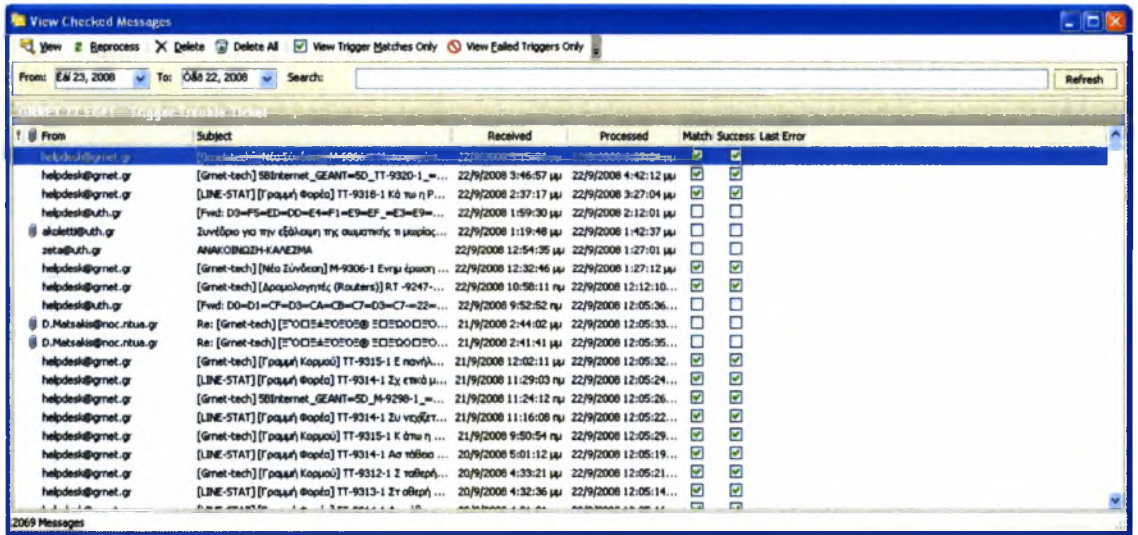 View Checked Messages
View Reprocess Delete Delete All View Trigger Matches Only View Failed Triggers Only
From: Εάί 23, 2008 To: Óåð 22, 2008 Search: Refresh
Trigger Trouble Ticket
! From Subject Received Processed Match Success Last Error
helpdesk@grnet.gr
helpdesk@grnet.gr [Grnet-tech] 5BInternet_GEANT=5D_TT-9320-1_=... 22/9/2008 3:46:57 μμ 22/9/2008 4:42:12 μμ
helpdesk@grnet.gr [LINE-STAT] [Γραμμή Φορέα] TT-9318-1 Κά τω η Ρ... 22/9/2008 2:37:17 μμ 22/9/2008 3:27:04 μμ
helpdesk@uth.gr [Fwd: D3=F5=ED=DD=E4=F1=E9=EF_=E3=E9=... 22/9/2008 1:59:30 μμ 22/9/2008 2:12:01 μμ
akoletti@uth.gr Συνέδριο για την εξάλειψη της σωματικής τι μωρίας... 22/9/2008 1:19:48 μμ 22/9/2008 1:42:37 μμ
zeta@uth.gr ΑΝΑΚΟΙΝΩΣΗ-ΚΑΛΕΣΜΑ 22/9/2008 12:54:35 μμ 22/9/2008 1:27:01 μμ
helpdesk@grnet.gr [Grnet-tech] [Νέα Σύνδεση] M-9306-1 Ενημ έρωση ... 22/9/2008 12:32:46 μμ 22/9/2008 1:27:12 μμ
helpdesk@grnet.gr [Grnet-tech] [Δρομολογητές (Routers)] RT -9247-... 22/9/2008 10:58:11 πμ 22/9/2008 12:12:10...
helpdesk@uth.gr [Fwd: D0=D1=CF=D3=CA=CB=C7=D3=C7-=22=... 22/9/2008 9:52:52 πμ 22/9/2008 12:05:36...
D.Matsakis@noc.ntua.gr Re: [Grnet-tech] 21/9/2008 2:44:02 μμ 22/9/2008 12:05:33...
D.Matsakis@noc.ntua.gr Re: [Grnet-tech] 21/9/2008 2:41:41 μμ 22/9/2008 12:05:35...
helpdesk@grnet.gr [Grnet-tech] [Γραμμή Κορμού] TT-9315-1 Ε πανήλ... 21/9/2008 12:02:11 μμ 22/9/2008 12:05:32...
helpdesk@grnet.gr [LINE-STAT] [Γραμμή Φορέα] TT-9314-1 Σχ ετικά μ... 21/9/2008 11:29:03 πμ 22/9/2008 12:05:24...
helpdesk@grnet.gr [Grnet-tech] 5BInternet_GEANT=5D_M-9298-1_=... 21/9/2008 11:24:12 πμ 22/9/2008 12:05:26...
helpdesk@grnet.gr [LINE-STAT] [Γραμμή Φορέα] TT-9314-1 Συ νεχίζετ... 21/9/2008 11:16:08 πμ 22/9/2008 12:05:22...
helpdesk@grnet.gr [Grnet-tech] [Γραμμή Κορμού] TT-9315-1 Κ άτω η ... 21/9/2008 9:50:54 πμ 22/9/2008 12:05:29...
helpdesk@grnet.gr [LINE-STAT] [Γραμμή Φορέα] TT-9314-1 Ασ τάθεια ... 20/9/2008 5:01:12 μμ 22/9/2008 12:05:19...
helpdesk@grnet.gr [Grnet-tech] [Γραμμή Κορμού] TT-9312-1 Σ ταθερή... 20/9/2008 4:33:21 μμ 22/9/2008 12:05:21...
helpdesk@grnet.gr [LINE-STAT] [Γραμμή Φορέα] TT-9313-1 Στ αθερή ... 20/9/2008 4:32:36 μμ 22/9/2008 12:05:14...
2069 Messages